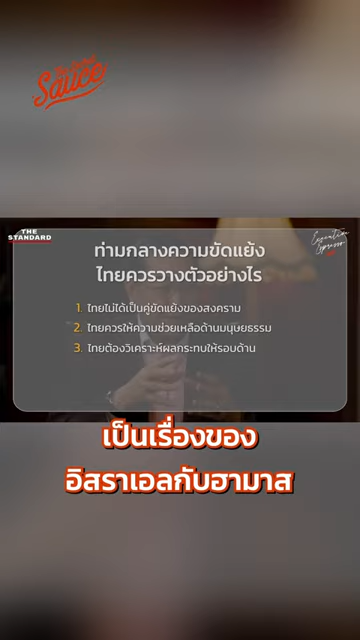 The Secret
Sauce
THE
STANDARD
Executive
Espresso
ท่ามกลางความขัดแย้ง
ไทยควรวางตัวอย่างไร
1. ไทยไม่ได้เป็นคู่ขัดแย้งของสงคราม
2. ไทยควรให้ความช่วยเหลือด้านมนุษยธรรม
3. ไทยต้องวิเคราะห์ผลกระทบให้รอบด้าน
เป็นเรื่องของ
อิสราเอลกับฮามาส